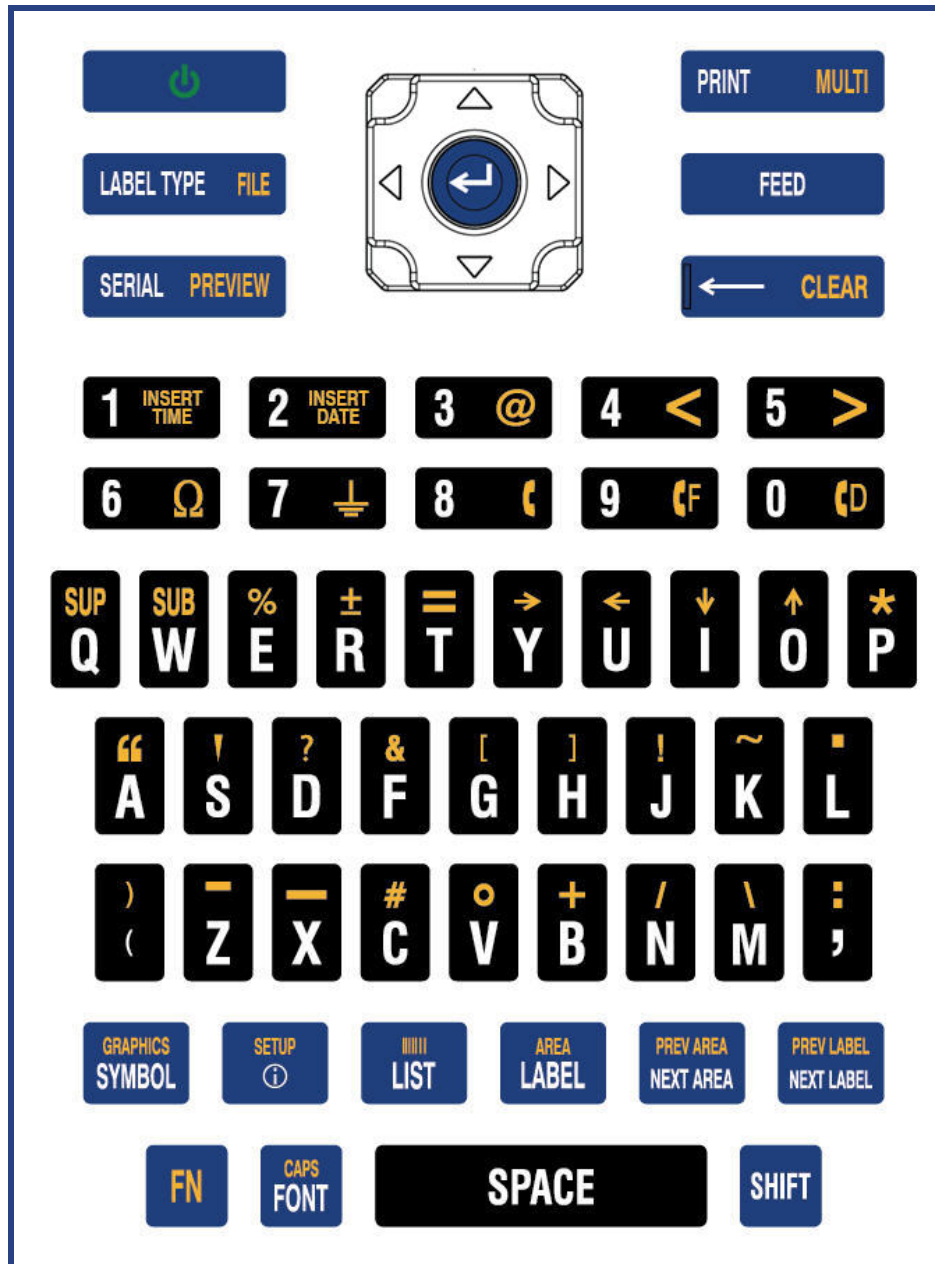 PRINT MULTI
LABEL TYPE FILE
FEED
SERIAL PREVIEW
CLEAR
1 INSERT TIME 2 INSERT DATE 3 @ 4 < 5 >
6 Ω 7 ⏚ 8 9 F 0 D
SUP SUB % ± = → ← ↓ ↑ *
Q W E R T Y U I O P
“ ' ? & [ ] ! ~ .
A S D F G H J K L
) - — # ° + / \ :
( Z X C V B N M ;
GRAPHICS SETUP AREA PREV AREA PREV LABEL
SYMBOL ⓘ LIST LABEL NEXT AREA NEXT LABEL
FN CAPS FONT SPACE SHIFT